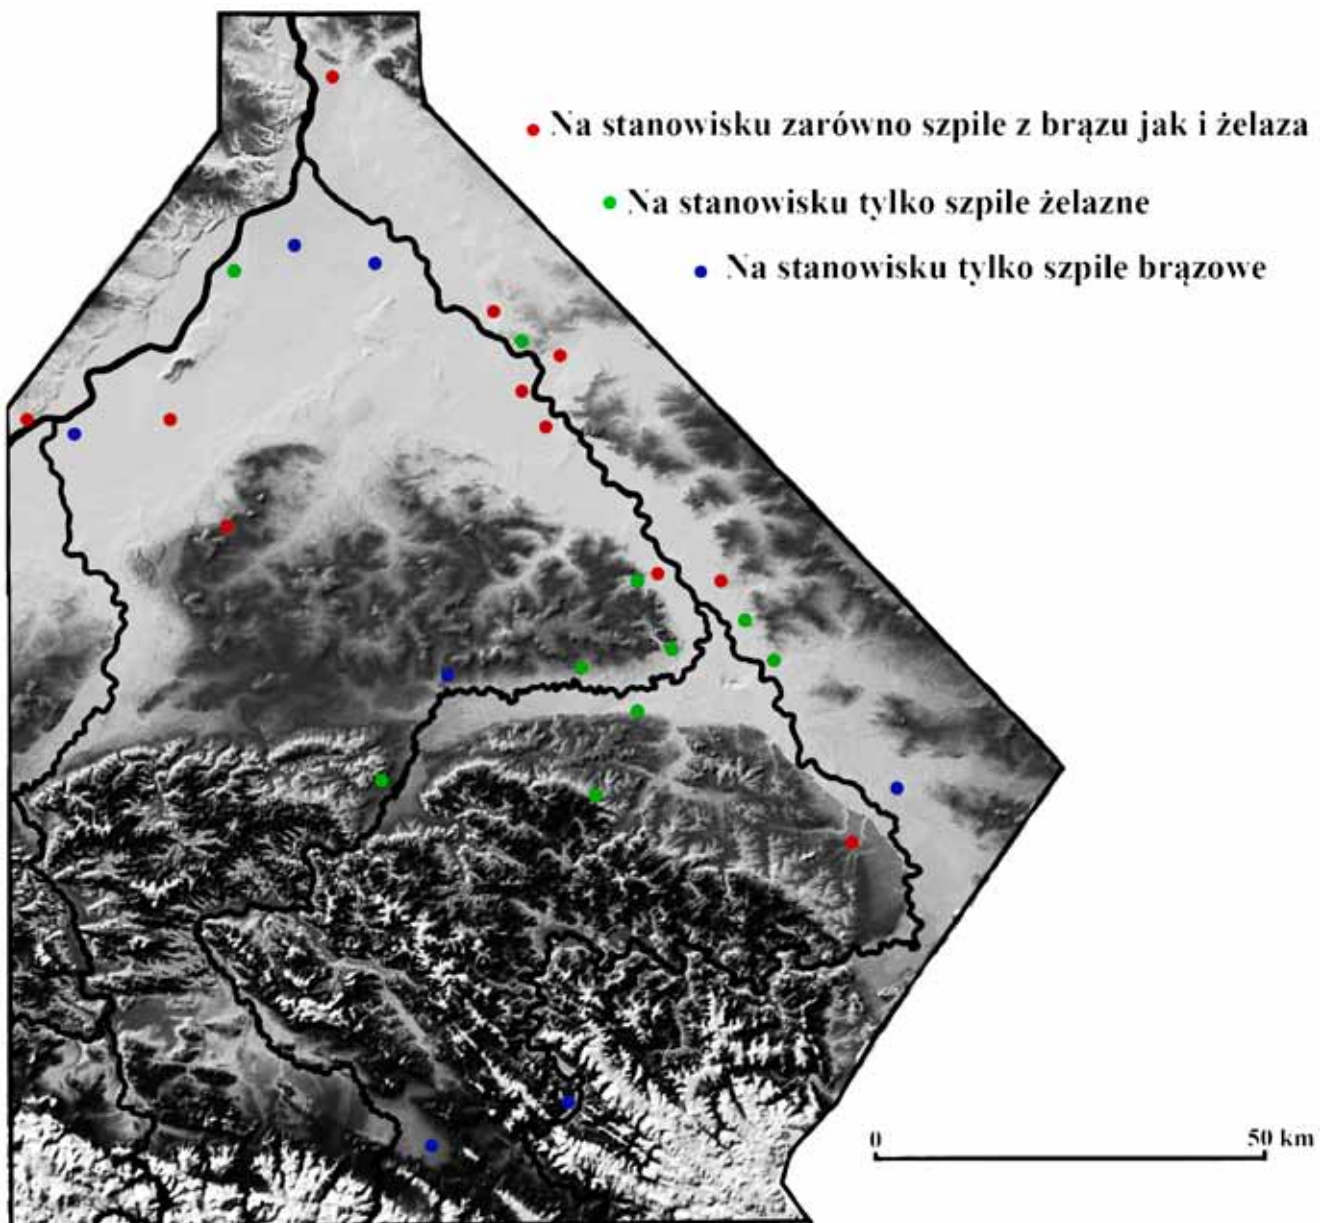 Na stanowisku zarówno szpile z brązu jak i żelaza
Na stanowisku tylko szpile żelazne
Na stanowisku tylko szpile brązowe
0 50 km